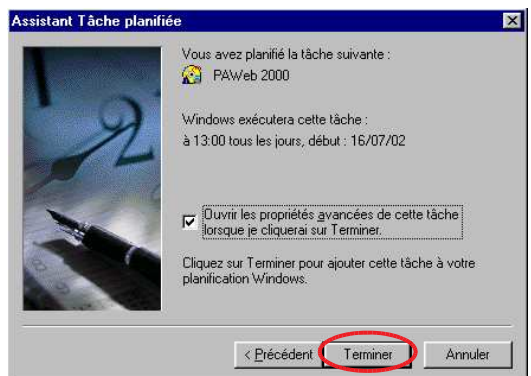 Assistant Tâche planifiée
Vous avez planifié la tâche suivante :
PAWeb 2000
Windows exécutera cette tâche :
à 13:00 tous les jours, début : 16/07/02
Ouvrir les propriétés avancées de cette tâche
lorsque je cliquerai sur Terminer.
Cliquez sur Terminer pour ajouter cette tâche à votre
planification Windows.
< Précédent Terminer Annuler